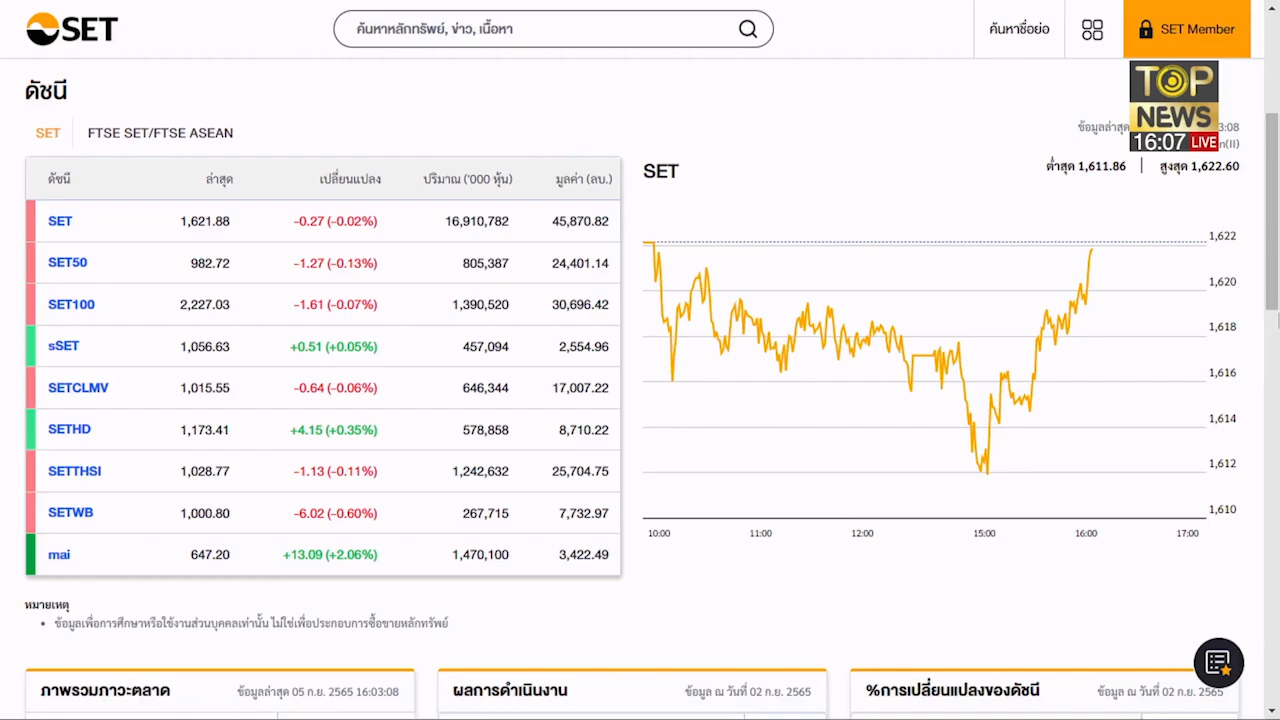 SET
ค้นหาหลักทรัพย์, ข่าว, เนื้อหา
ค้นหาชื่อย่อ
SET Member
ดัชนี
TOP
NEWS
16:07 LIVE
SET
FTSE SET/FTSE ASEAN
ข้อมูลล่าสุด 3:08
n(II)
ดัชนี ล่าสุด เปลี่ยนแปลง ปริมาณ ('000 หุ้น) มูลค่า (ลบ.)
SET 1,621.88 -0.27 (-0.02%) 16,910,782 45,870.82
SET50 982.72 -1.27 (-0.13%) 805,387 24,401.14
SET100 2,227.03 -1.61 (-0.07%) 1,390,520 30,696.42
sSET 1,056.63 +0.51 (+0.05%) 457,094 2,554.96
SETCLMV 1,015.55 -0.64 (-0.06%) 646,344 17,007.22
SETHD 1,173.41 +4.15 (+0.35%) 578,858 8,710.22
SETTHSI 1,028.77 -1.13 (-0.11%) 1,242,632 25,704.75
SETWB 1,000.80 -6.02 (-0.60%) 267,715 7,732.97
mai 647.20 +13.09 (+2.06%) 1,470,100 3,422.49
SET
ต่ำสุด 1,611.86 | สูงสุด 1,622.60
1,622
1,620
1,618
1,616
1,614
1,612
1,610
10:00 11:00 12:00 15:00 16:00 17:00
หมายเหตุ
• ข้อมูลเพื่อการศึกษาหรือใช้งานส่วนบุคคลเท่านั้น ไม่ใช่เพื่อประกอบการซื้อขายหลักทรัพย์
ภาพรวมภาวะตลาด ข้อมูลล่าสุด 05 ก.ย. 2565 16:03:08
ผลการดำเนินงาน ข้อมูล ณ วันที่ 02 ก.ย. 2565
%การเปลี่ยนแปลงของดัชนี ข้อมูล ณ วันที่ 02 ก.ย. 2565